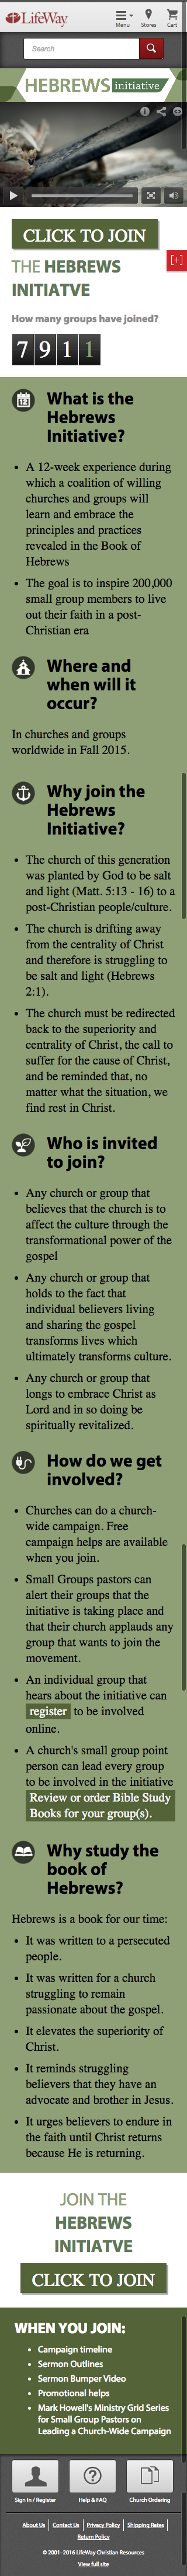 LifeWay
Menu
Stores
Cart
Search
HEBREWS initiative
CLICK TO JOIN
[+]
THE HEBREWS
INITIATVE
How many groups have joined?
7911
What is the
Hebrews
Initiative?
• A 12-week experience during
which a coalition of willing
churches and groups will
learn and embrace the
principles and practices
revealed in the Book of
Hebrews
• The goal is to inspire 200,000
small group members to live
out their faith in a post-
Christian era
Where and
when will it
occur?
In churches and groups
worldwide in Fall 2015.
Why join the
Hebrews
Initiative?
• The church of this generation
was planted by God to be salt
and light (Matt. 5:13 - 16) to a
post-Christian people/culture.
• The church is drifting away
from the centrality of Christ
and therefore is struggling to
be salt and light (Hebrews
2:1).
• The church must be redirected
back to the superiority and
centrality of Christ, the call to
suffer for the cause of Christ,
and be reminded that, no
matter what the situation, we
find rest in Christ.
Who is invited
to join?
• Any church or group that
believes that the church is to
affect the culture through the
transformational power of the
gospel
• Any church or group that
holds to the fact that
individual believers living
and sharing the gospel
transforms lives which
ultimately transforms culture.
• Any church or group that
longs to embrace Christ as
Lord and in so doing be
spiritually revitalized.
How do we get
involved?
• Churches can do a church-
wide campaign. Free
campaign helps are available
when you join.
• Small Groups pastors can
alert their groups that the
initiative is taking place and
that their church applauds any
group that wants to join the
movement.
• An individual group that
hears about the initiative can
register to be involved
online.
• A church's small group point
person can lead every group
to be involved in the initiative
Review or order Bible Study
Books for your group(s).
Why study the
book of
Hebrews?
Hebrews is a book for our time:
• It was written to a persecuted
people.
• It was written for a church
struggling to remain
passionate about the gospel.
• It elevates the superiority of
Christ.
• It reminds struggling
believers that they have an
advocate and brother in Jesus.
• It urges believers to endure in
the faith until Christ returns
because He is returning.
JOIN THE
HEBREWS
INITIATVE
CLICK TO JOIN
WHEN YOU JOIN:
• Campaign timeline
• Sermon Outlines
• Sermon Bumper Video
• Promotional helps
• Mark Howell's Ministry Grid Series
for Small Group Pastors on
Leading a Church-Wide Campaign
Sign In / Register
Help & FAQ
Church Ordering
About Us | Contact Us | Privacy Policy | Shipping Rates |
Return Policy
© 2001-2016 LifeWay Christian Resources
View full site